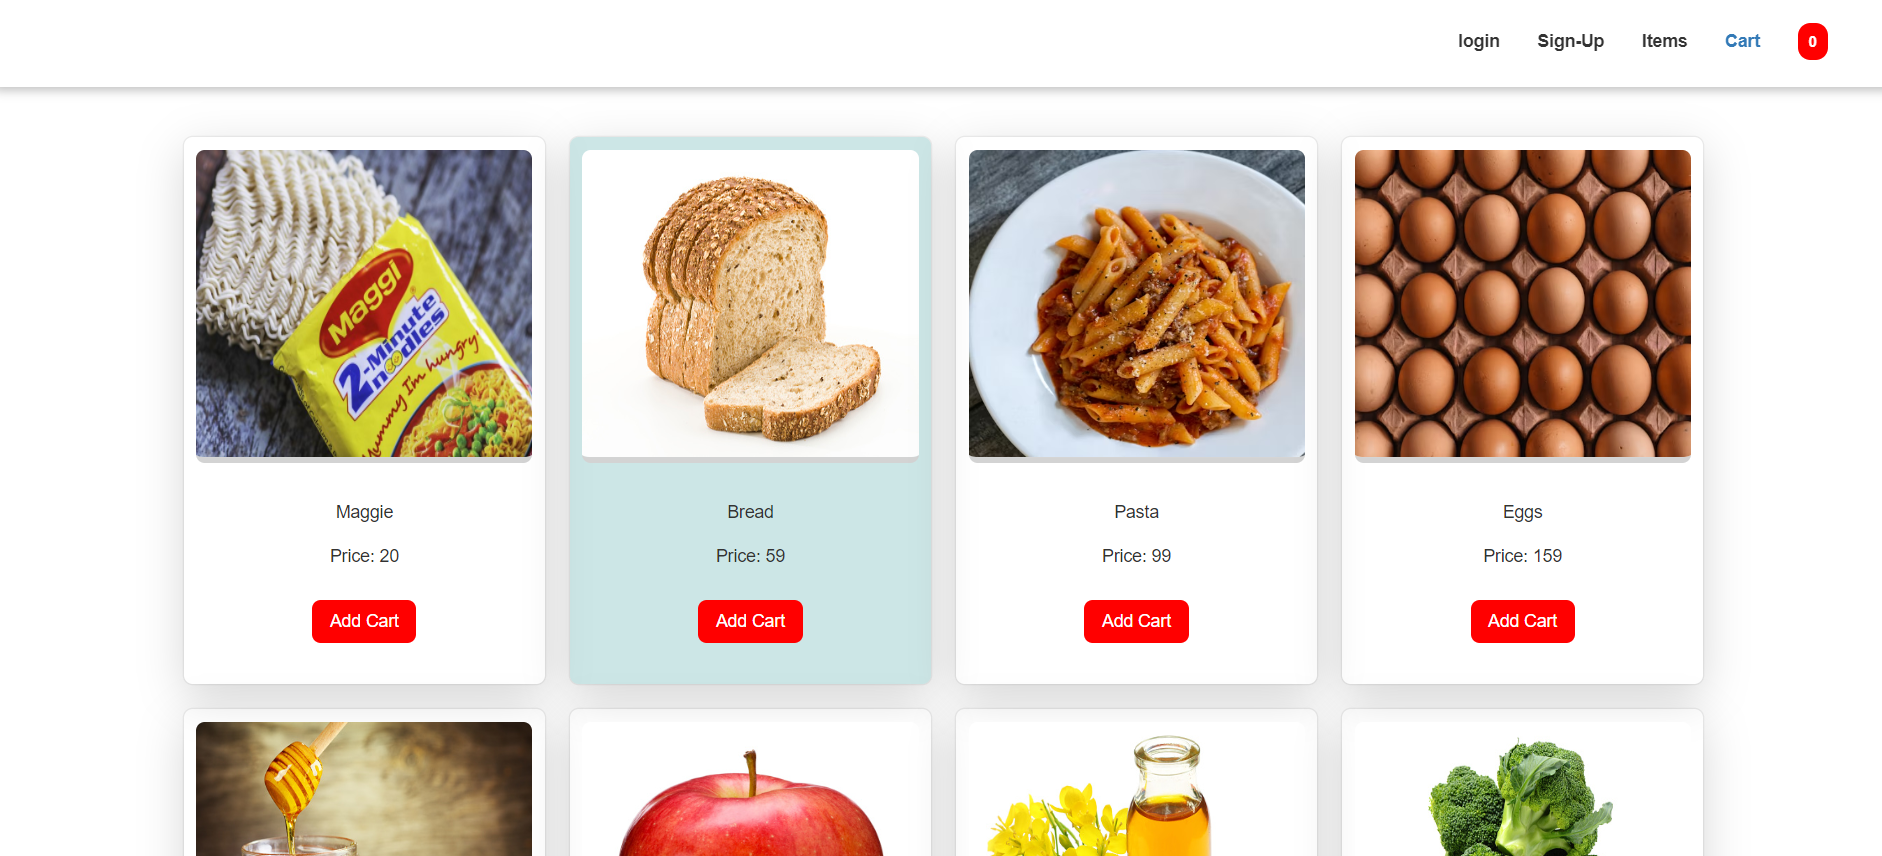 login Sign-Up Items Cart 0
Maggi
2-Minute
noodles
Yummy I'm hungry
Maggie
Price: 20
Add Cart
Bread
Price: 59
Add Cart
Pasta
Price: 99
Add Cart
Eggs
Price: 159
Add Cart